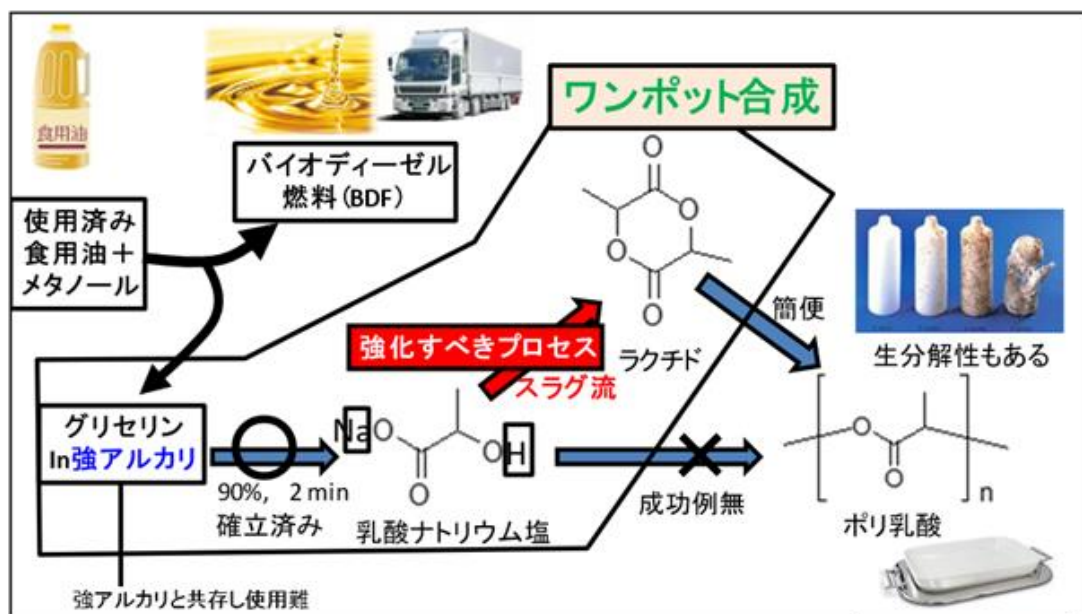 食用油
ワンポット合成
バイオディーゼル
燃料(BDF)
使用済み
食用油＋
メタノール
O
O
O
O
ラクチド
簡便
生分解性もある
強化すべきプロセス
スラグ流
グリセリン
In強アルカリ
90%, 2 min
確立済み
NaO
OH
O
乳酸ナトリウム塩
成功例無
O
O
n
ポリ乳酸
強アルカリと共存し使用難